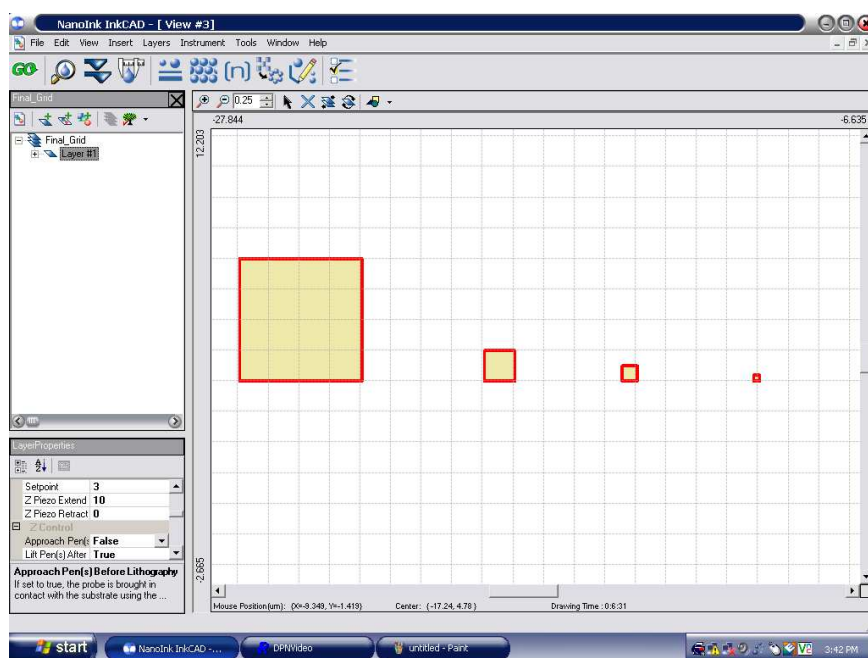 NanoInk InkCAD - [ View #3]
File Edit View Insert Layers Instrument Tools Window Help
GO
Final_Grid
0.25
-27.844
-6.635
12.203
Final_Grid
Layer #1
LayerProperties
Setpoint 3
Z Piezo Extend 10
Z Piezo Retract 0
Z Control
Approach Pen(s False
Lift Pen(s) After True
Approach Pen(s) Before Lithography
If set to true, the probe is brought in
contact with the substrate using the ...
-2.665
Mouse Position(um): (X=-9.349, Y=-1.419) Center: (-17.24, 4.78 ) Drawing Time : 0:6:31
start
NanoInk InkCAD -...
DPNVideo
untitled - Paint
3:42 PM